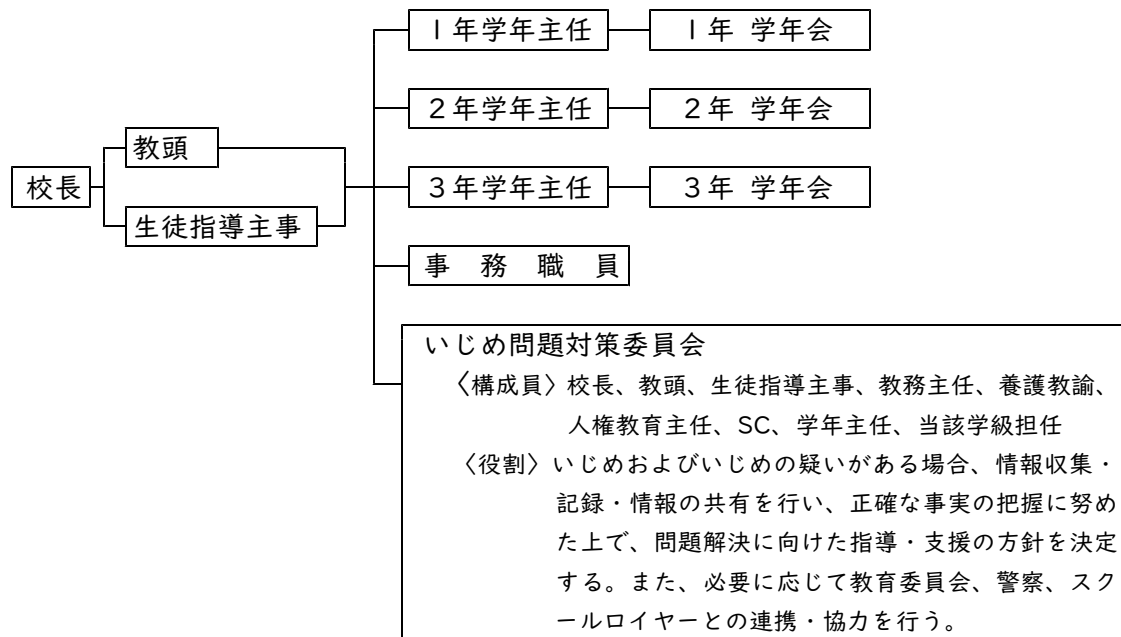 1年学年主任
1年 学年会
2年学年主任
2年 学年会
教頭
校長
3年学年主任
3年 学年会
生徒指導主事
事務職員
いじめ問題対策委員会
〈構成員〉校長、教頭、生徒指導主事、教務主任、養護教諭、
人権教育主任、SC、学年主任、当該学級担任
〈役割〉いじめおよびいじめの疑いがある場合、情報収集・
記録・情報の共有を行い、正確な事実の把握に努め
た上で、問題解決に向けた指導・支援の方針を決定
する。また、必要に応じて教育委員会、警察、スク
ールロイヤーとの連携・協力を行う。